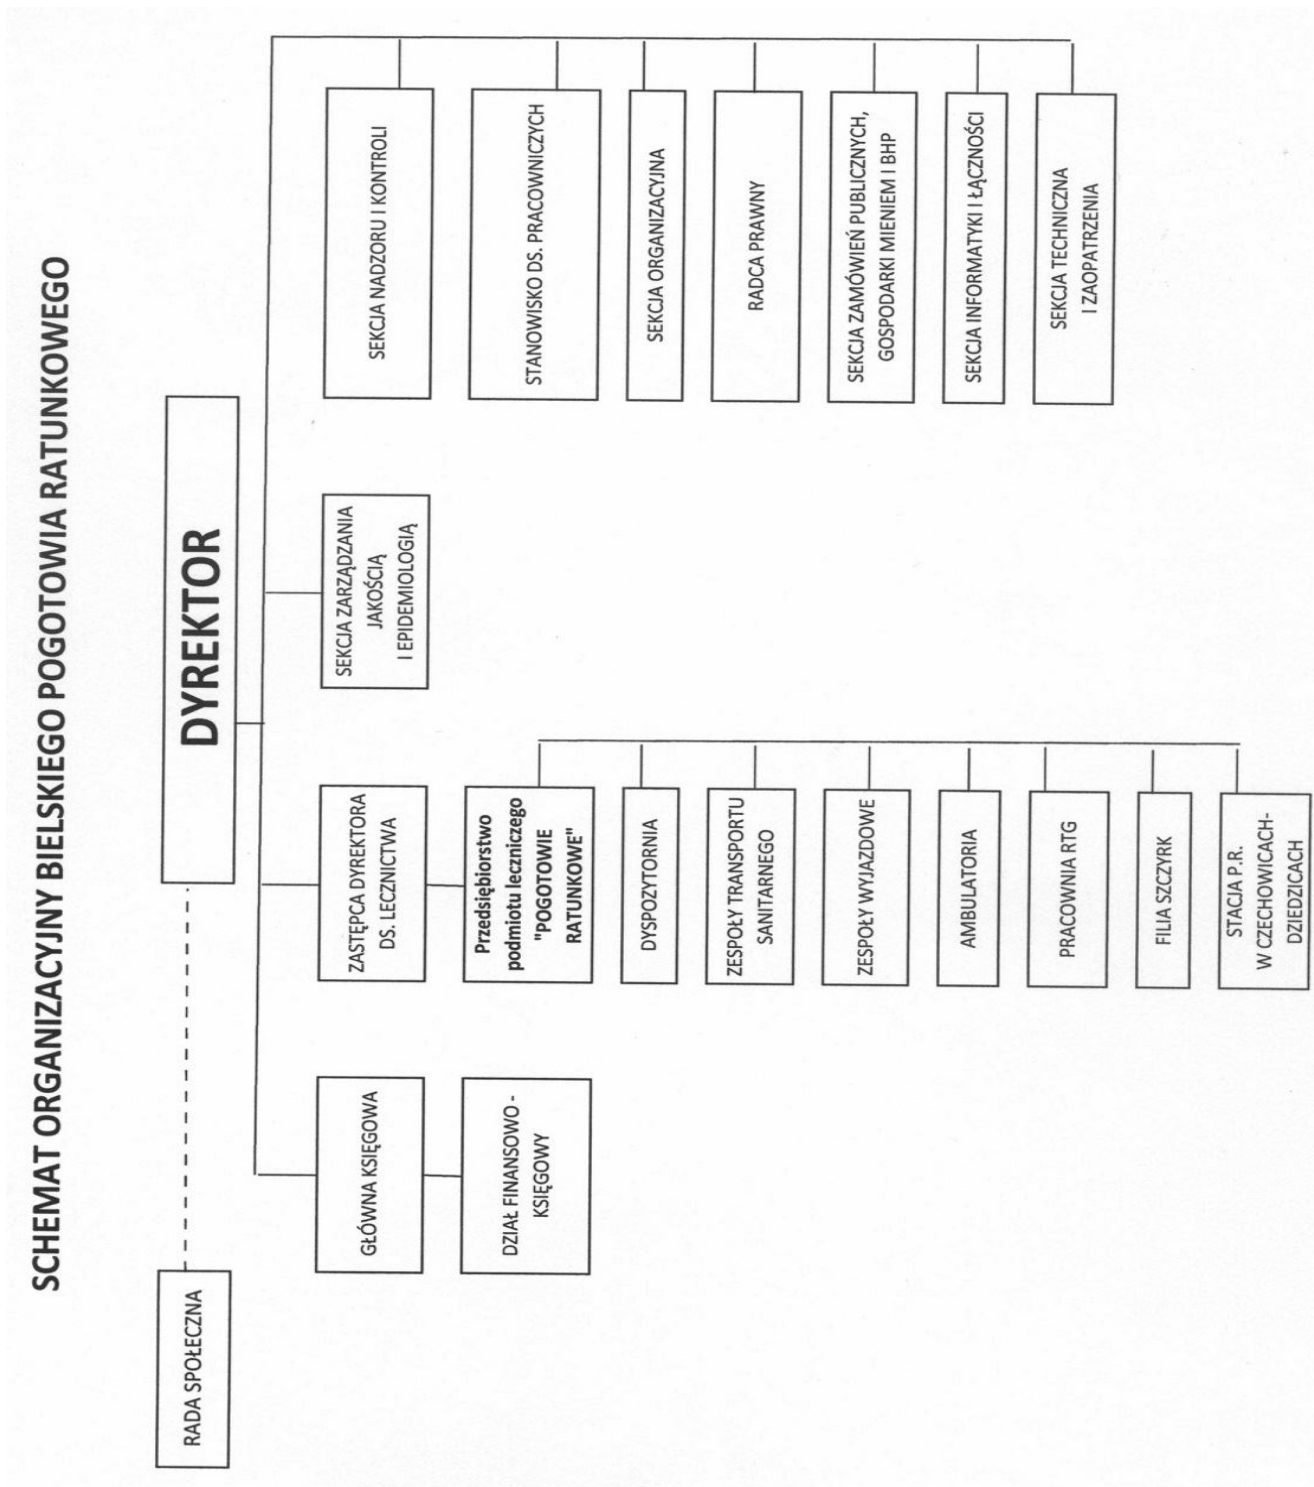 SCHEMAT ORGANIZACYJNY BIELSKIEGO POGOTOWIA RATUNKOWEGO
RADA SPOŁECZNA
DYREKTOR
GŁÓWNA KSIĘGOWA
DZIAŁ FINANSOWO -
KSIĘGOWY
ZASTĘPCA DYREKTORA
DS. LECZNICTWA
Przedsiębiorstwo
podmiotu leczniczego
"POGOTOWIE
RATUNKOWE"
DYSPOZYTORNIA
ZESPOŁY TRANSPORTU
SANITARNEGO
ZESPOŁY WYJAZDOWE
AMBULATORIA
PRACOWNIA RTG
FILIA SZCZYRK
STACJA P.R.
W CZECHOWICACH-
DZIEDZICACH
SEKCJA ZARZĄDZANIA
JAKOŚCIĄ
I EPIDEMIOLOGIĄ
SEKCJA NADZORU I KONTROLI
STANOWISKO DS. PRACOWNICZYCH
SEKCJA ORGANIZACYJNA
RADCA PRAWNY
SEKCJA ZAMÓWIEŃ PUBLICZNYCH,
GOSPODARKI MIENIEM I BHP
SEKCJA INFORMATYKI I ŁĄCZNOŚCI
SEKCJA TECHNICZNA
I ZAOPATRZENIA